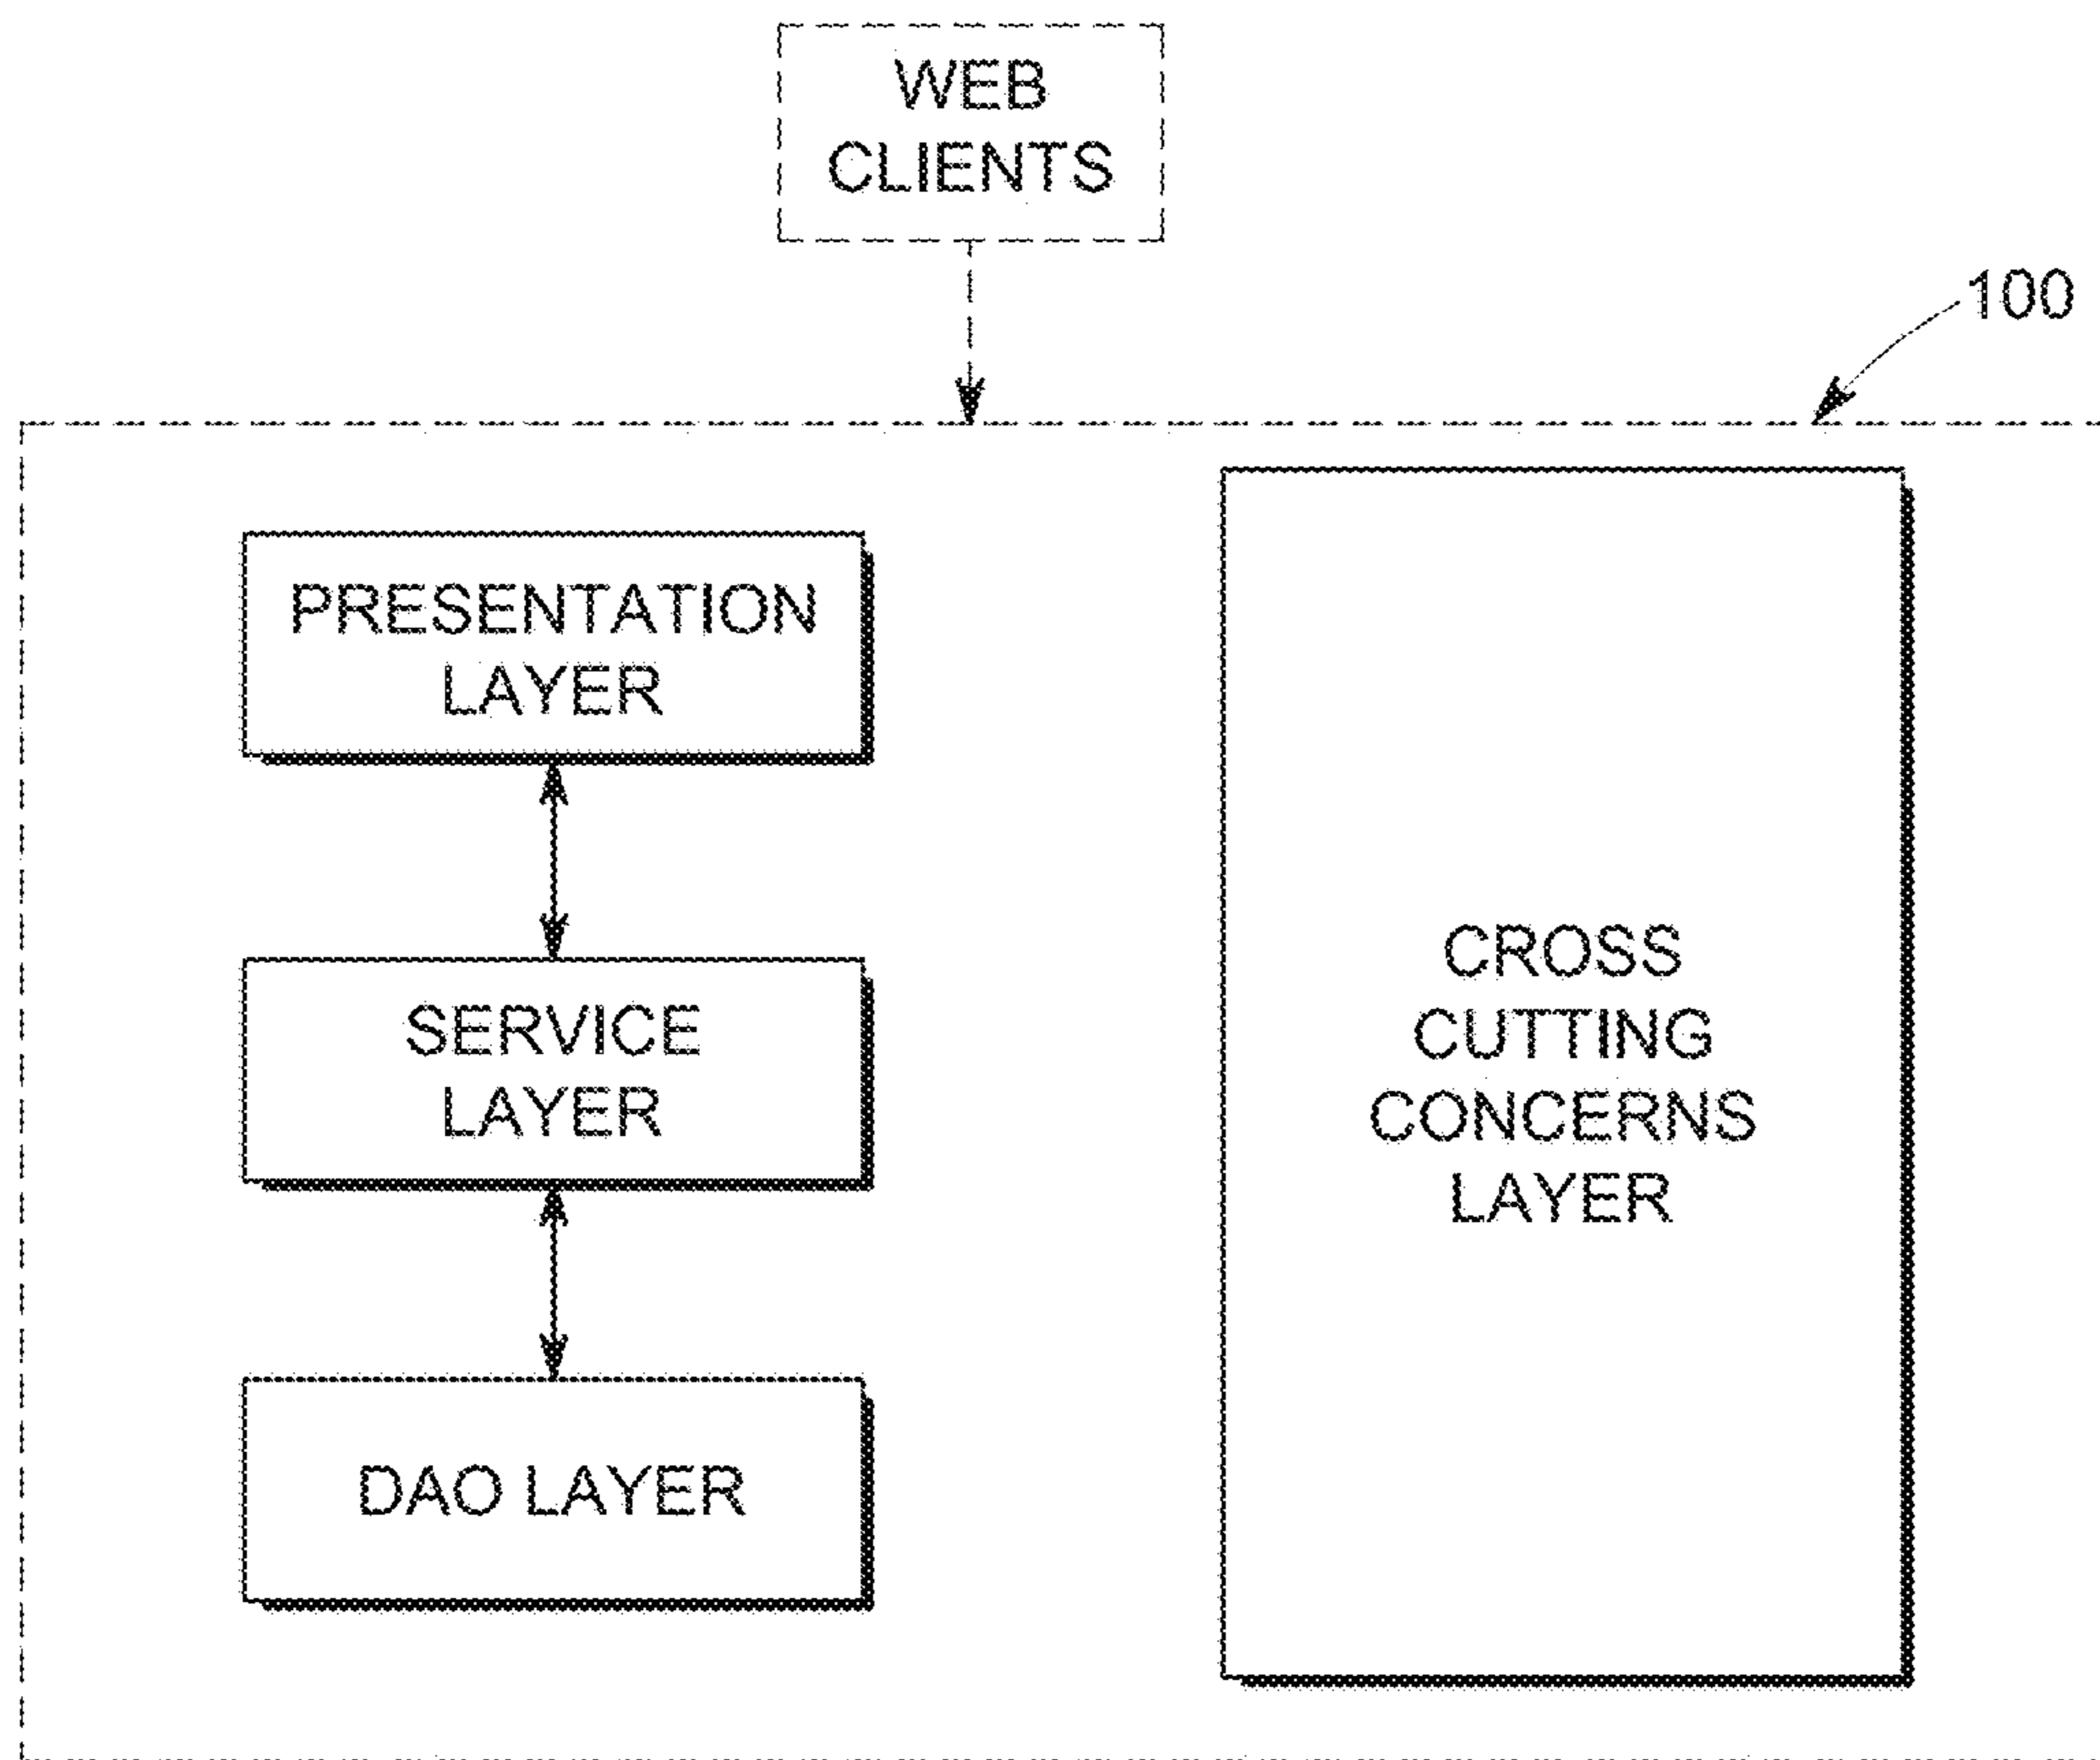 WEB
CLIENTS
100
PRESENTATION
LAYER
SERVICE
LAYER
DAO LAYER
CROSS
CUTTING
CONCERNS
LAYER